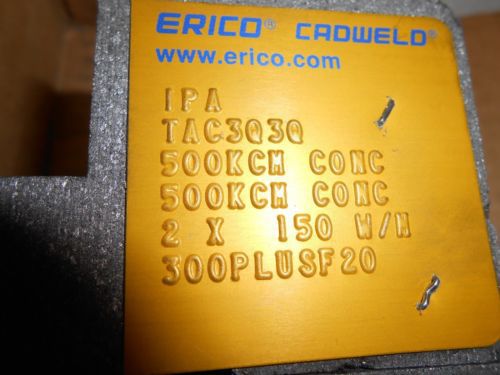 ERICO® CADWELD®
www.erico.com
IPA
TAC3Q3Q
500KCM CONC
500KCM CONC
2 X 150 W/M
300PLUSF20